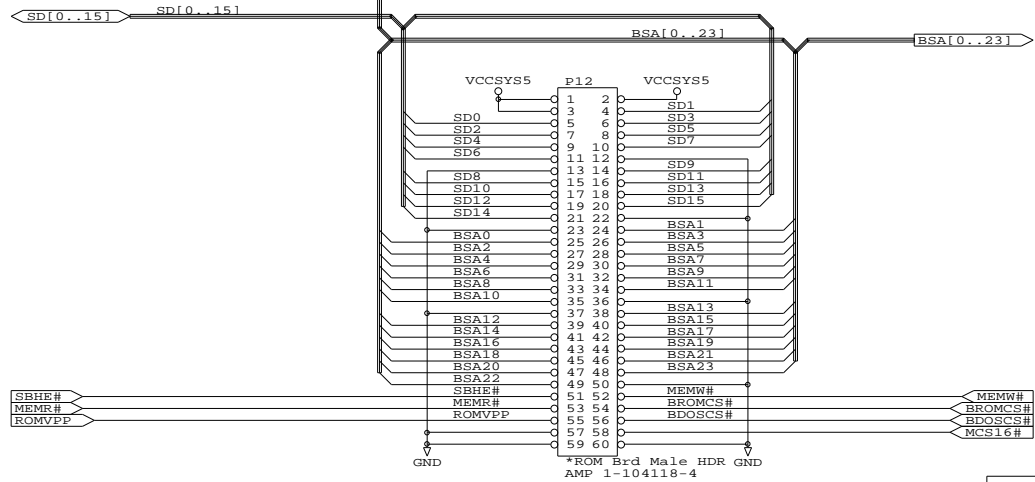 SD[0..15] SD[0..15]
BSA[0..23] BSA[0..23]
VCCSYS5 P12 VCCSYS5
1 2
3 4 SD1
SD0 5 6 SD3
SD2 7 8 SD5
SD4 9 10 SD7
SD6 11 12
13 14 SD9
SD8 15 16 SD11
SD10 17 18 SD13
SD12 19 20 SD15
SD14 21 22
23 24 BSA1
BSA0 25 26 BSA3
BSA2 27 28 BSA5
BSA4 29 30 BSA7
BSA6 31 32 BSA9
BSA8 33 34 BSA11
BSA10 35 36
37 38 BSA13
BSA12 39 40 BSA15
BSA14 41 42 BSA17
BSA16 43 44 BSA19
BSA18 45 46 BSA21
BSA20 47 48 BSA23
BSA22 49 50
SBHE# SBHE# 51 52 MEMW# MEMW#
MEMR# MEMR# 53 54 BROMCS# BROMCS#
ROMVPP ROMVPP 55 56 BDOSCS# BDOSCS#
57 58 MCS16#
59 60
GND *ROM Brd Male HDR GND
AMP 1-104118-4